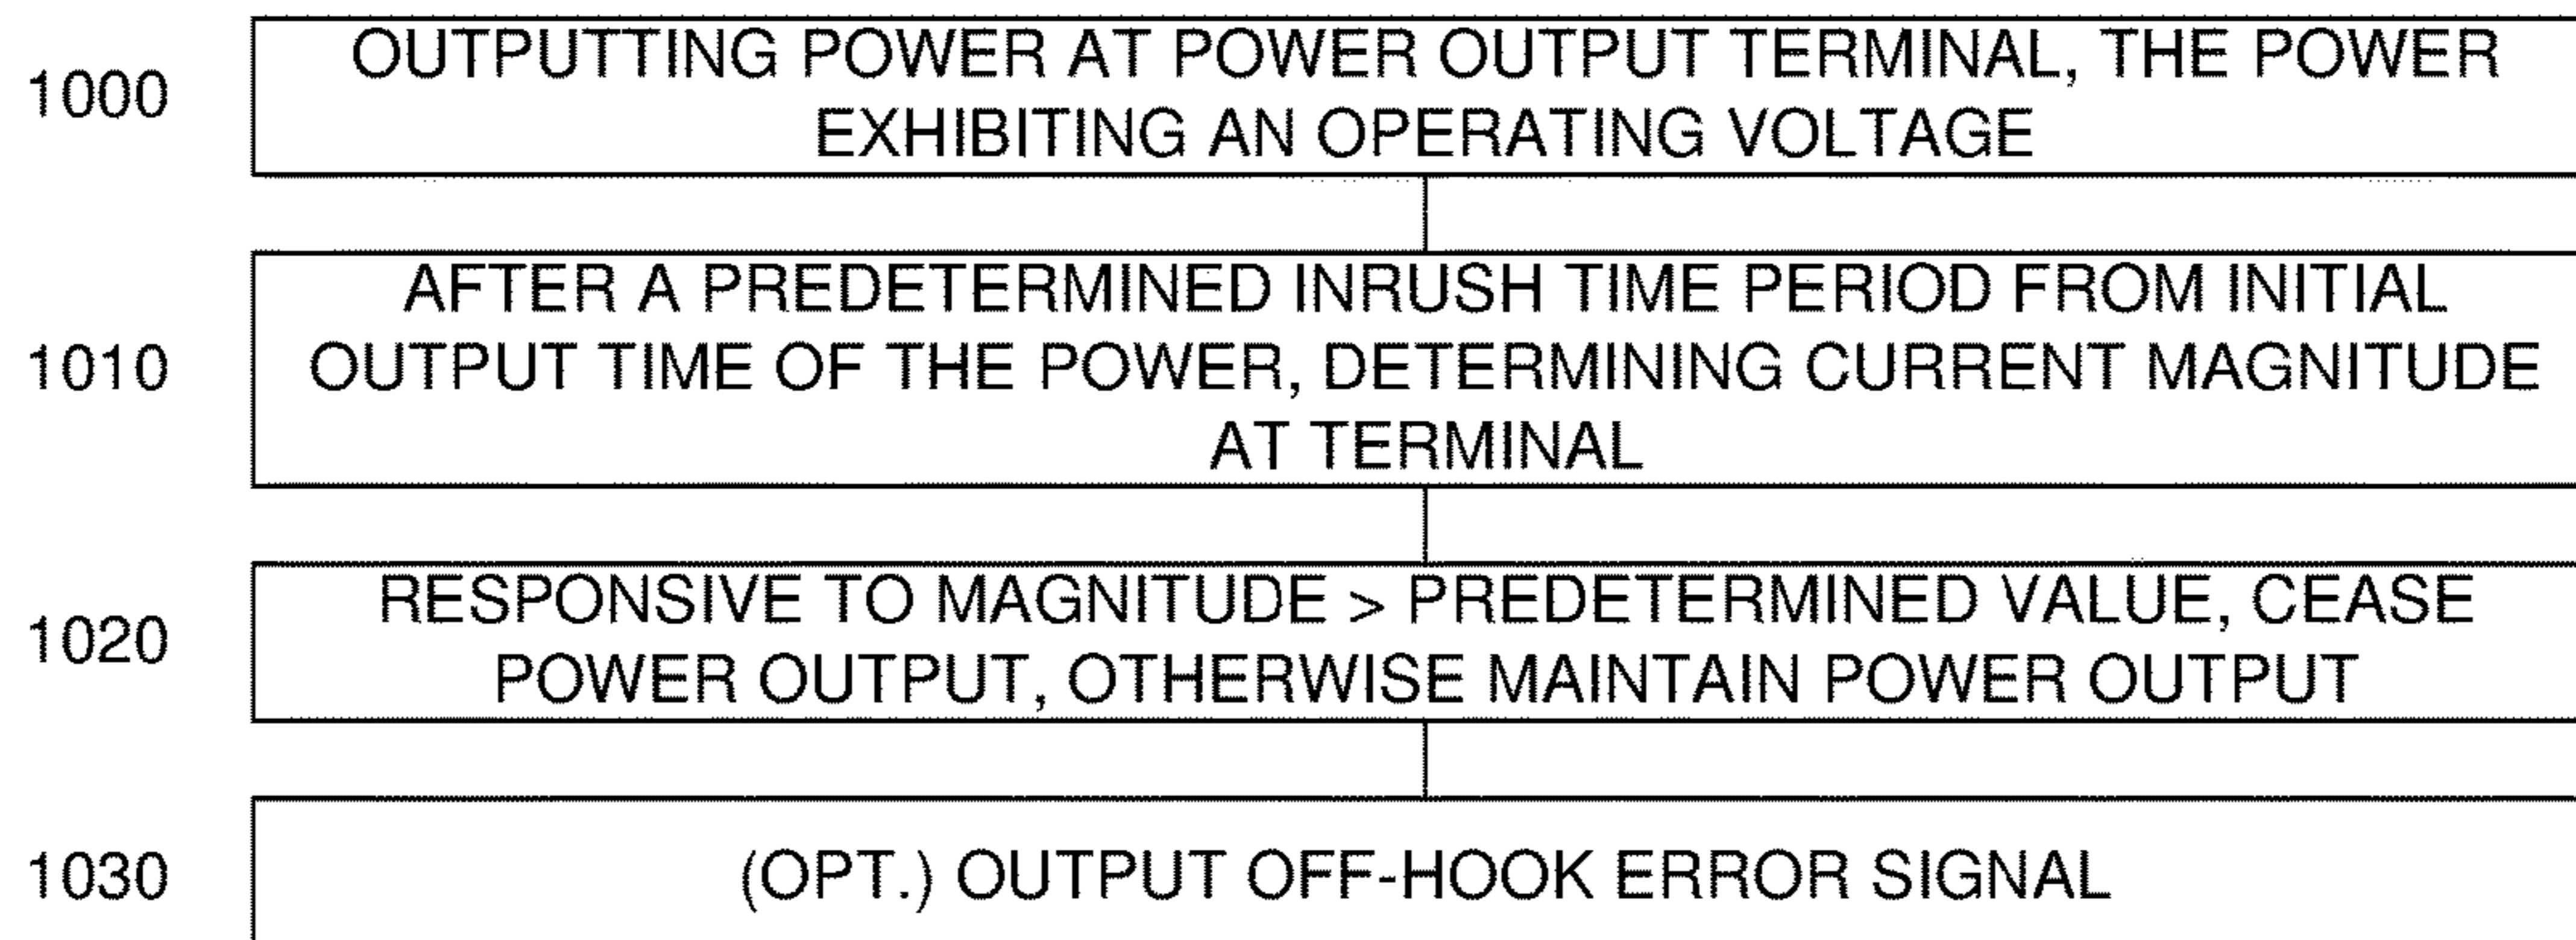 1000
OUTPUTTING POWER AT POWER OUTPUT TERMINAL, THE POWER
EXHIBITING AN OPERATING VOLTAGE
1010
AFTER A PREDETERMINED INRUSH TIME PERIOD FROM INITIAL
OUTPUT TIME OF THE POWER, DETERMINING CURRENT MAGNITUDE
AT TERMINAL
1020
RESPONSIVE TO MAGNITUDE > PREDETERMINED VALUE, CEASE
POWER OUTPUT, OTHERWISE MAINTAIN POWER OUTPUT
1030
(OPT.) OUTPUT OFF-HOOK ERROR SIGNAL